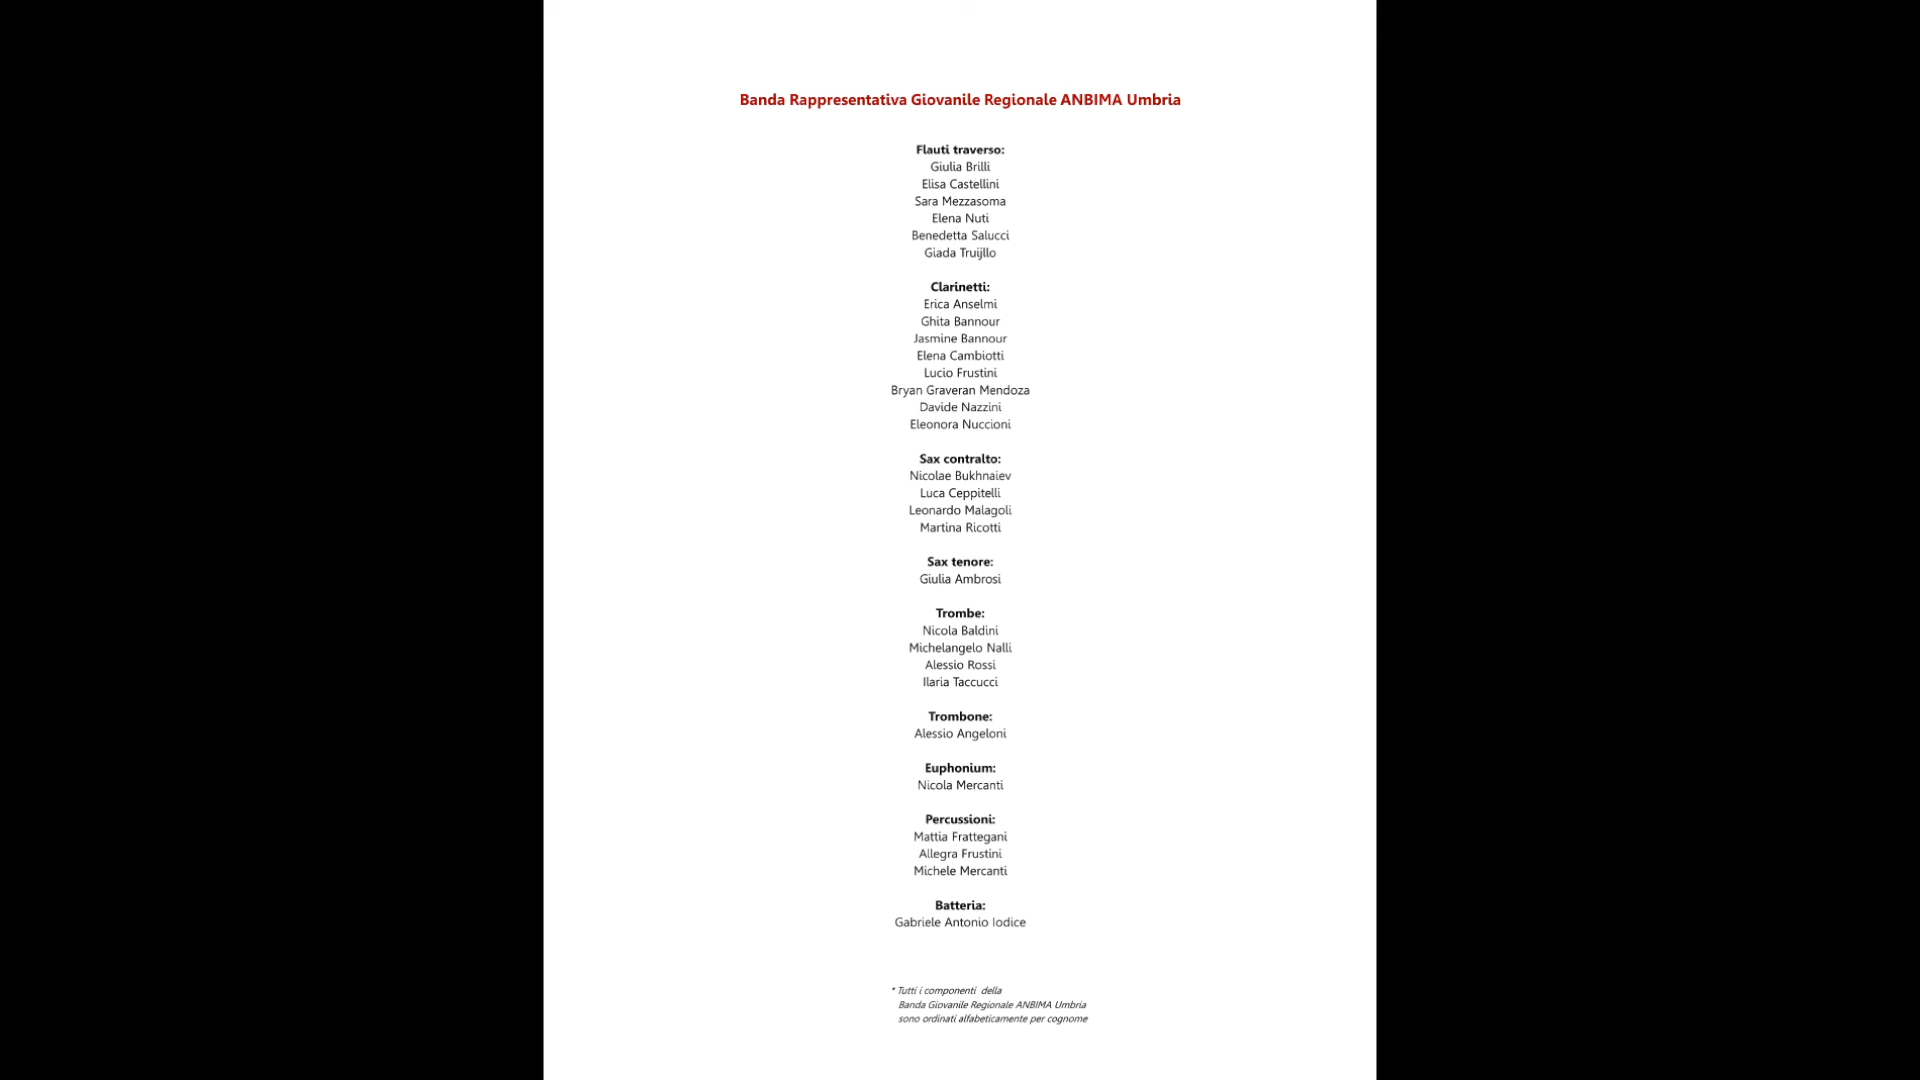 Banda Rappresentativa Giovanile Regionale ANBIMA Umbria
Flauti traverso:
Giulia Brilli
Elisa Castellini
Sara Mezzasoma
Elena Nuti
Benedetta Salucci
Giada Truijllo
Clarinetti:
Erica Anselmi
Ghita Bannour
Jasmine Bannour
Elena Cambiotti
Lucio Frustini
Bryan Graveran Mendoza
Davide Nazzini
Eleonora Nuccioni
Sax contralto:
Nicolae Bukhnaiev
Luca Ceppitelli
Leonardo Malagoli
Martina Ricotti
Sax tenore:
Giulia Ambrosi
Trombe:
Nicola Baldini
Michelangelo Nalli
Alessio Rossi
Ilaria Taccucci
Trombone:
Alessio Angeloni
Euphonium:
Nicola Mercanti
Percussioni:
Mattia Frattegani
Allegra Frustini
Michele Mercanti
Batteria:
Gabriele Antonio Iodice
* Tutti i componenti della
Banda Giovanile Regionale ANBIMA Umbria
sono ordinati alfabeticamente per cognome